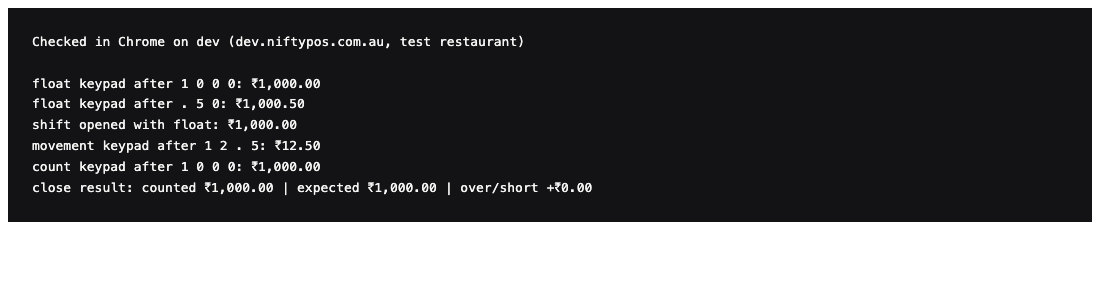 Checked in Chrome on dev (dev.niftypos.com.au, test restaurant)
float keypad after 1 0 0 0: ₹1,000.00
float keypad after . 5 0: ₹1,000.50
shift opened with float: ₹1,000.00
movement keypad after 1 2 . 5: ₹12.50
count keypad after 1 0 0 0: ₹1,000.00
close result: counted ₹1,000.00 | expected ₹1,000.00 | over/short +₹0.00